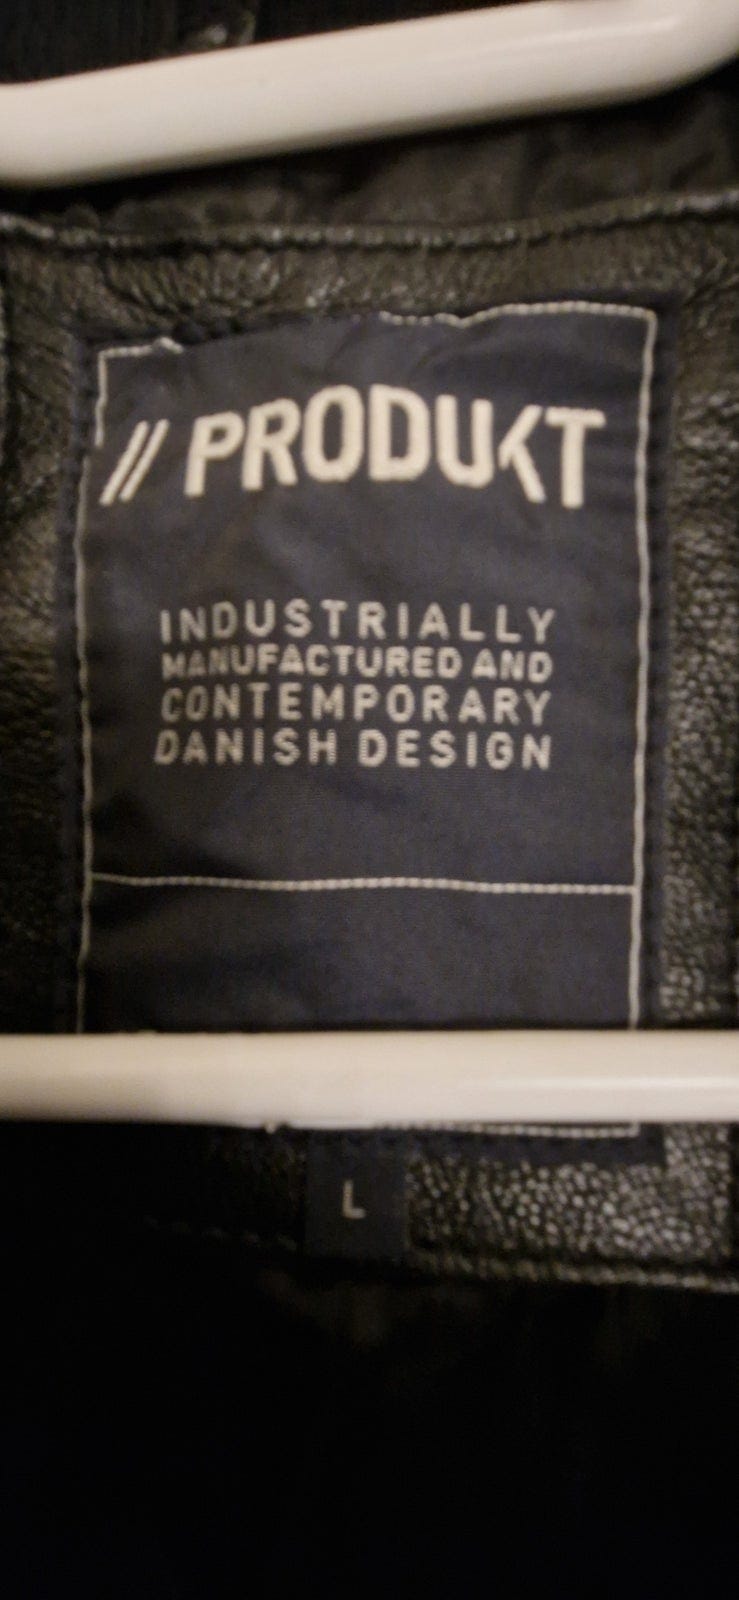 // PRODUKT
INDUSTRIALLY
MANUFACTURED AND
CONTEMPORARY
DANISH DESIGN
L